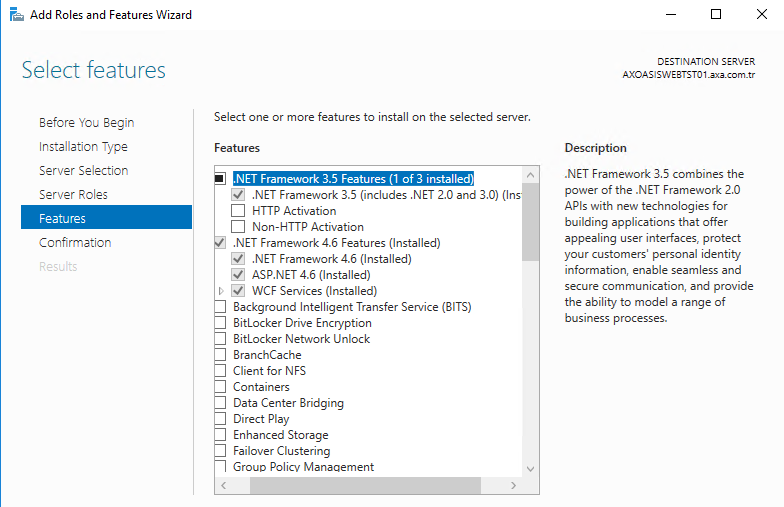 Add Roles and Features Wizard
Select features
DESTINATION SERVER
AXOASISWEBTST01.axa.com.tr
Before You Begin
Installation Type
Server Selection
Server Roles
Features
Confirmation
Results
Select one or more features to install on the selected server.
Features
.NET Framework 3.5 Features (1 of 3 installed)
.NET Framework 3.5 (includes .NET 2.0 and 3.0) (Ins
HTTP Activation
Non-HTTP Activation
.NET Framework 4.6 Features (Installed)
.NET Framework 4.6 (Installed)
ASP.NET 4.6 (Installed)
WCF Services (Installed)
Background Intelligent Transfer Service (BITS)
BitLocker Drive Encryption
BitLocker Network Unlock
BranchCache
Client for NFS
Containers
Data Center Bridging
Direct Play
Enhanced Storage
Failover Clustering
Group Policy Management
Description
.NET Framework 3.5 combines the
power of the .NET Framework 2.0
APIs with new technologies for
building applications that offer
appealing user interfaces, protect
your customers' personal identity
information, enable seamless and
secure communication, and provide
the ability to model a range of
business processes.